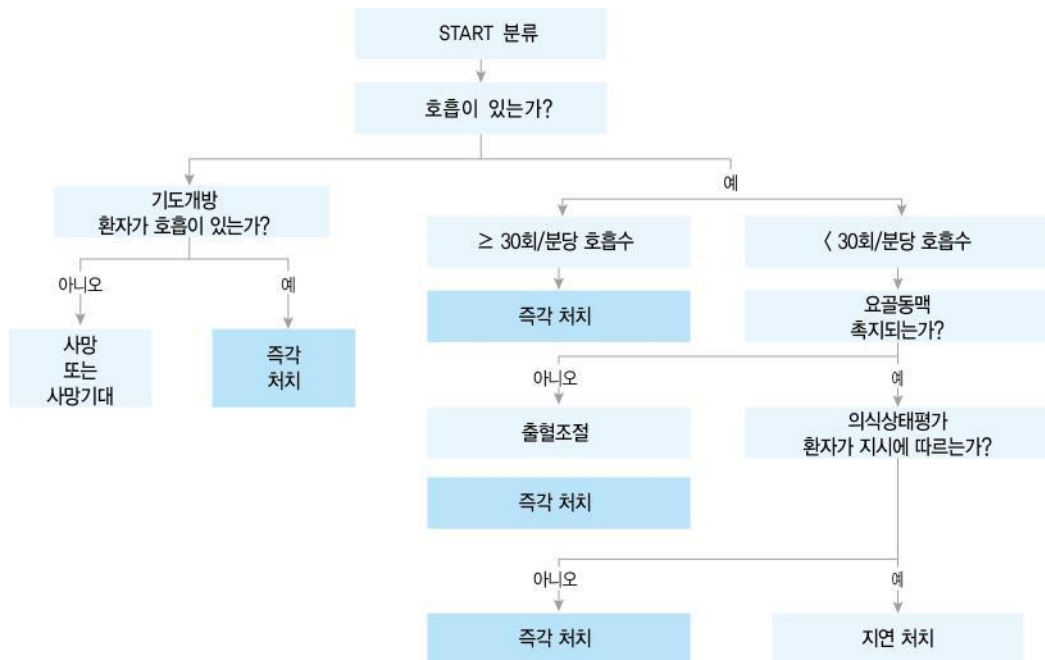 START 분류
호흡이 있는가?
예
기도개방
환자가 호흡이 있는가?
≥ 30회/분당 호흡수
< 30회/분당 호흡수
아니오
예
즉각 처치
요골동맥
촉지되는가?
사망
또는
사망기대
즉각
처치
아니오
예
출혈조절
의식상태평가
환자가 지시에 따르는가?
즉각 처치
아니오
예
즉각 처치
지연 처치